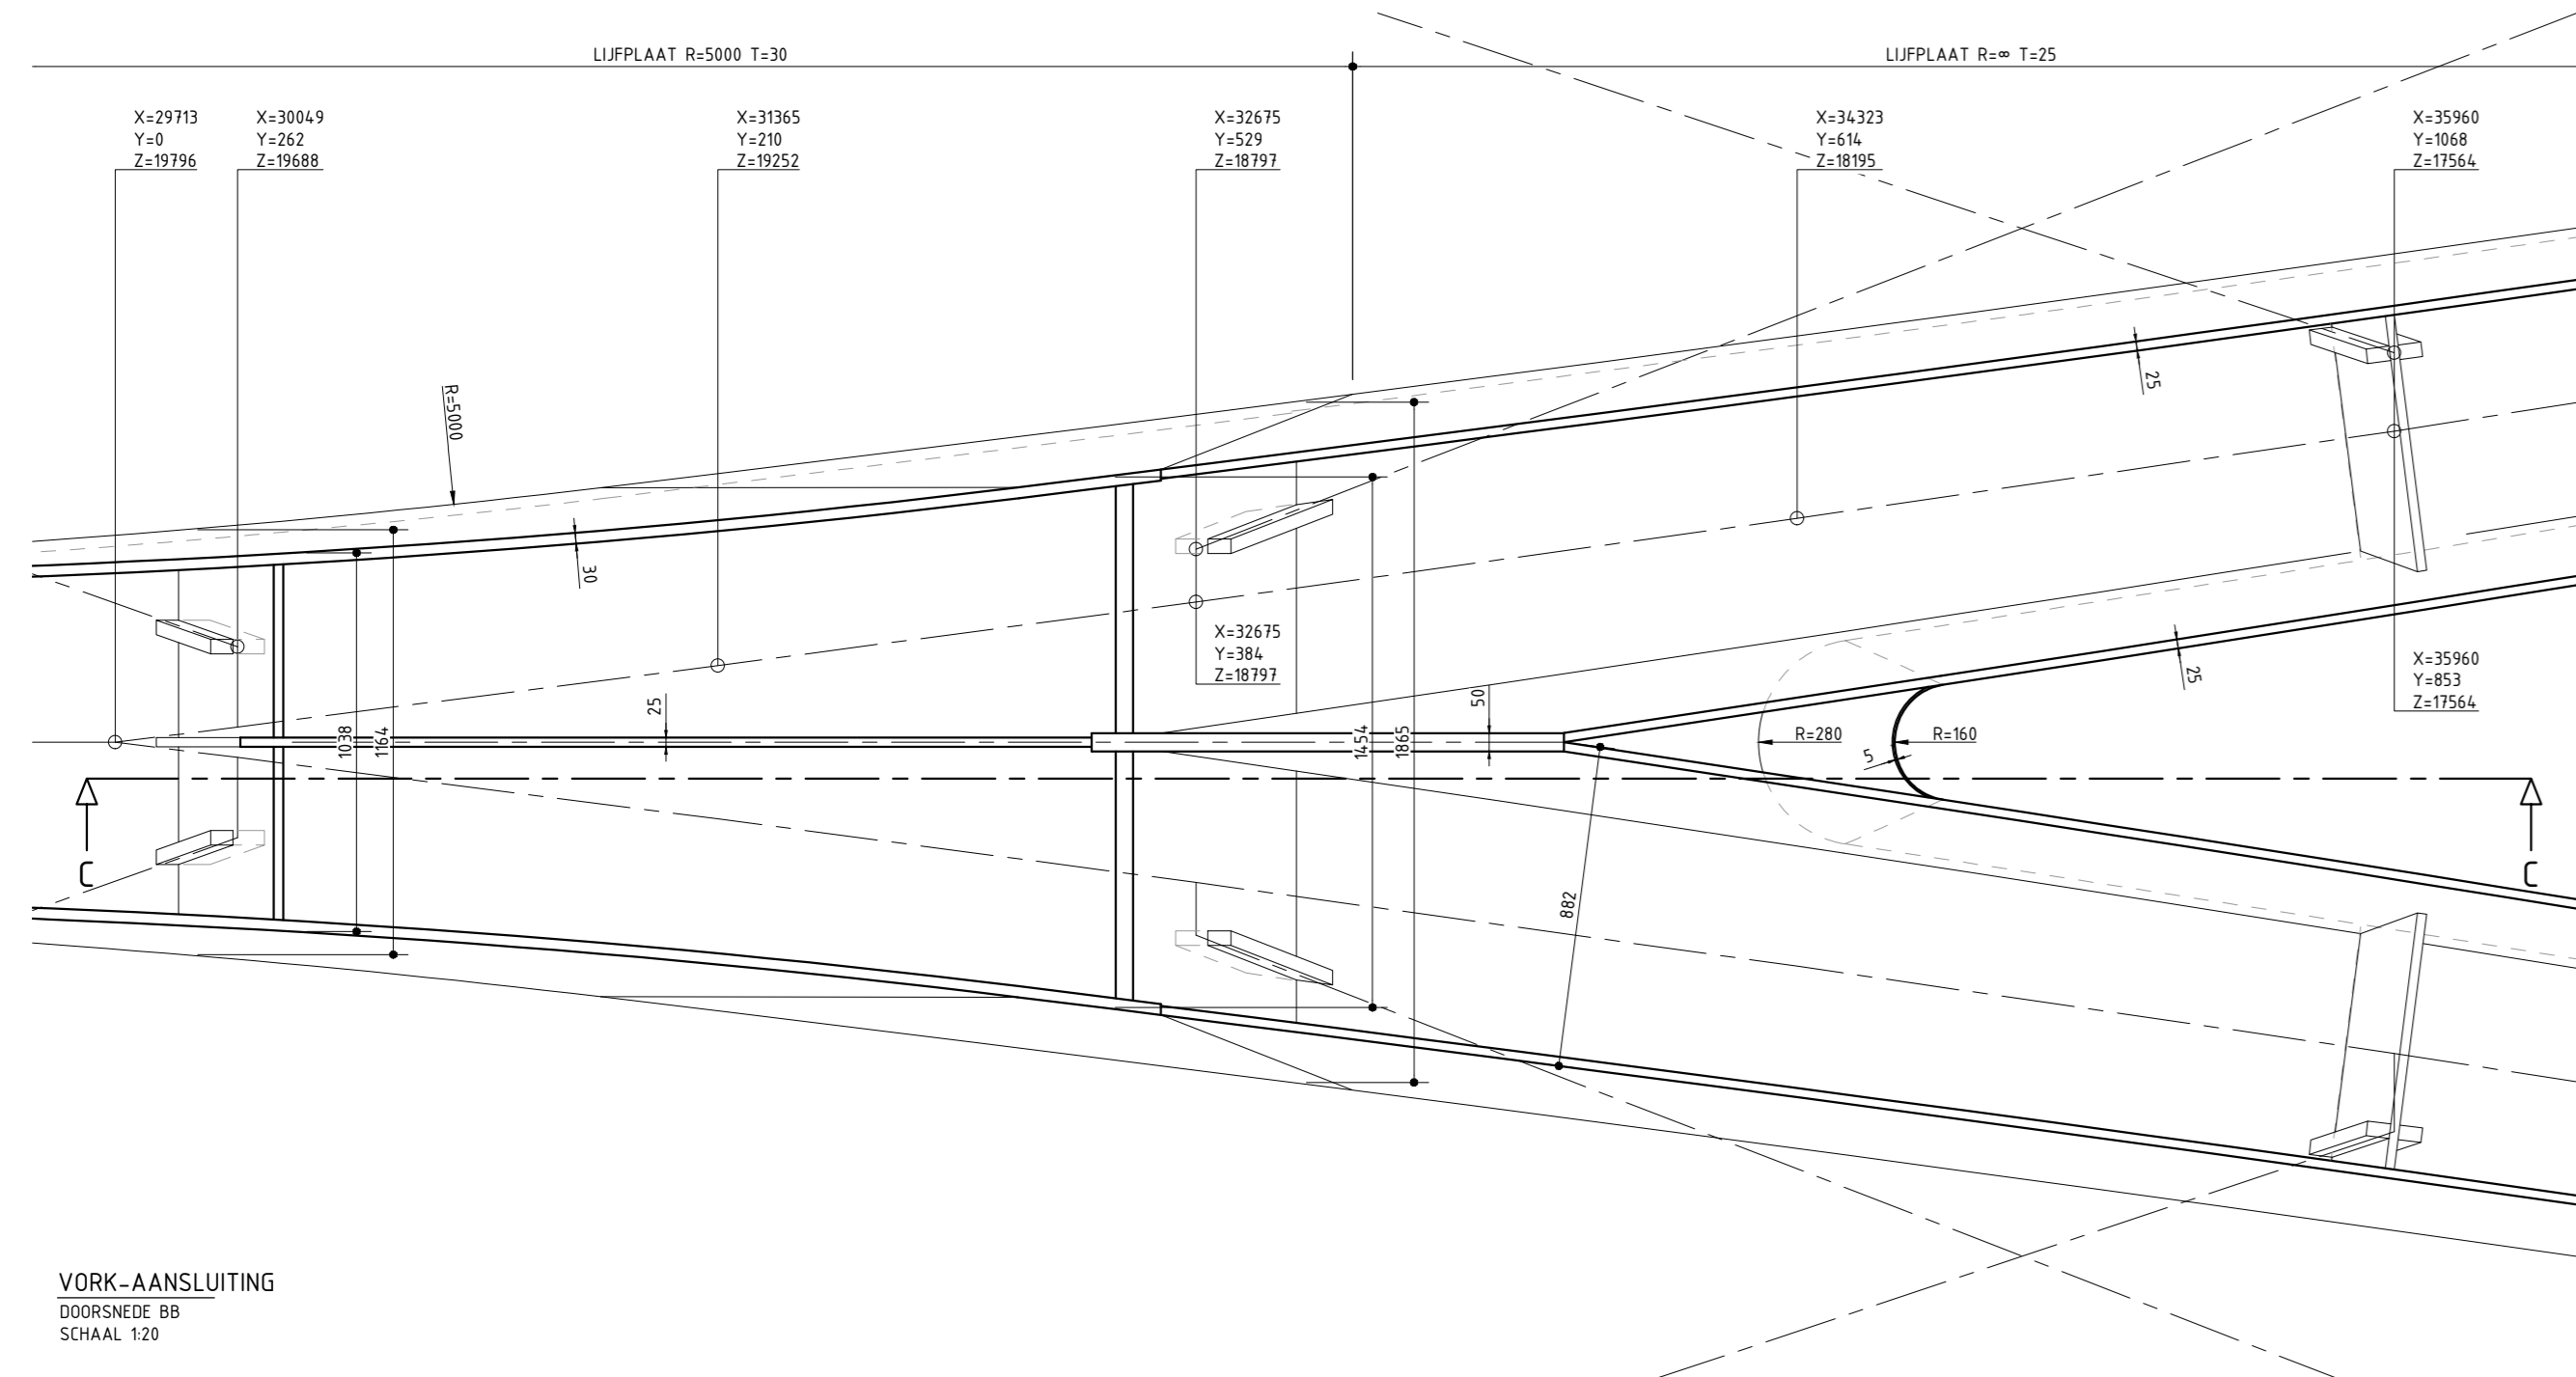 LIJFPLAAT R=5000 T=30
LIJFPLAAT R=∞ T=25
X=29713
Y=0
Z=19796
X=30049
Y=262
Z=19688
X=31365
Y=210
Z=19252
X=32675
Y=529
Z=18797
X=34323
Y=614
Z=18195
X=35960
Y=1068
Z=17564
R=5000
30
25
X=32675
Y=384
Z=18797
X=35960
Y=853
Z=17564
25
25
50
1038
1164
1454
1865
R=280
R=160
5
882
C
C
VORK-AANSLUITING
DOORSNEDE BB
SCHAAL 1:20